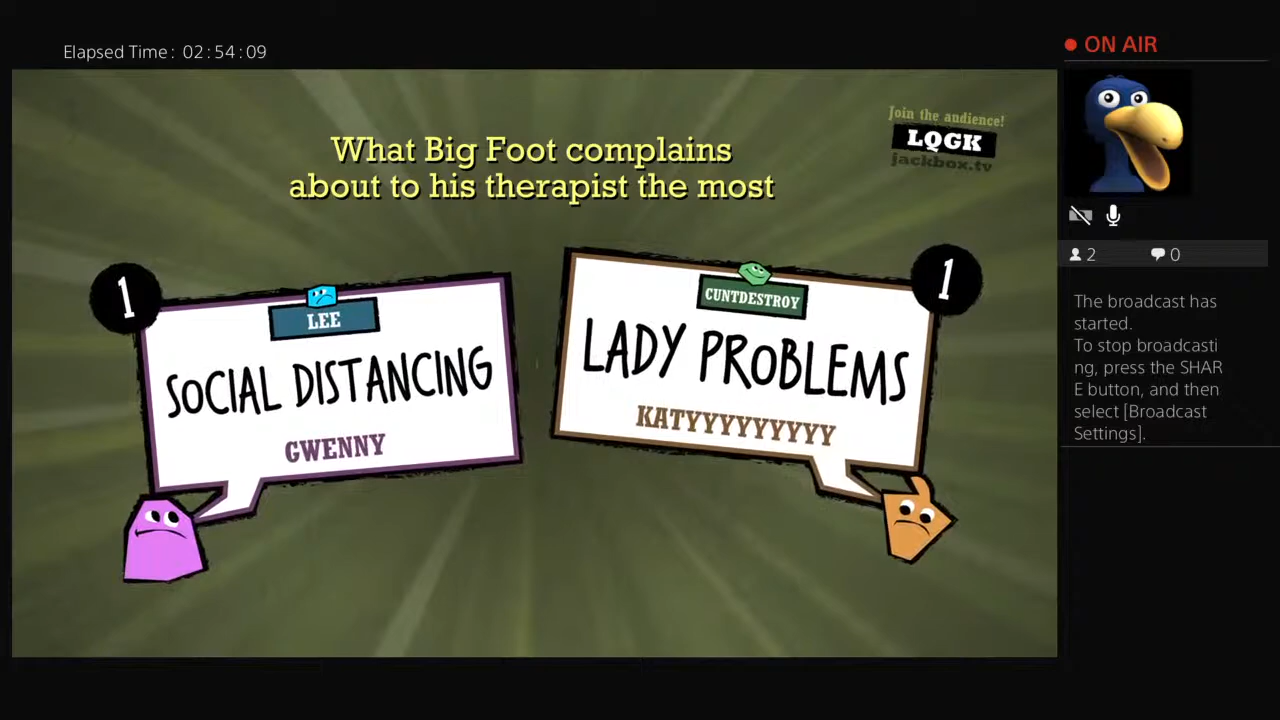 Elapsed Time: 02:54:09
ON AIR
Join the audience!
LQGK
jackbox.tv
What Big Foot complains
about to his therapist the most
1
LEE
SOCIAL DISTANCING
GWENNY
1
CUNTDESTROY
LADY PROBLEMS
KATYYYYYYYYYY
2
0
The broadcast has
started.
To stop broadcasti
ng, press the SHAR
E button, and then
select [Broadcast
Settings].